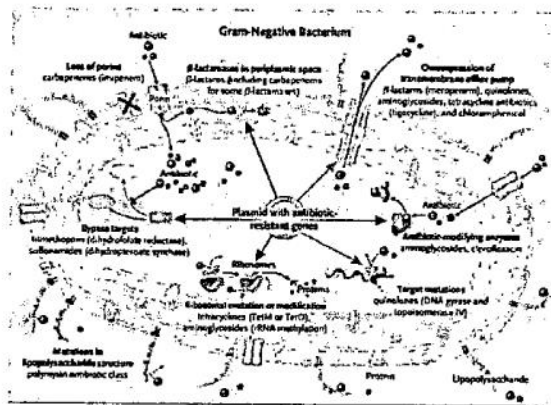 Gram-Negative Bacterium
Antibiotic
Loss of porins
carbapenems (imipenem)
Porin
β-lactamases in periplasmic space
β-lactams (including carbapenems
for some β-lactamases)
Overexpression of
transmembrane efflux pump
β-lactams (meropenem), quinolones,
aminoglycosides, tetracycline antibiotics
(tigecycline), and chloramphenicol
Antibiotic
Antibiotic
Plasmid with antibiotic-
resistant genes
Bypass targets
trimethoprim (dihydrofolate reductase),
sulfonamides (dihydropteroate synthase)
Antibiotic-modifying enzymes
aminoglycosides, ciprofloxacin
Ribosomes
Proteins
Ribosomal mutation or modification
tetracyclines (TetM or TetO),
aminoglycosides (rRNA methylation)
Target mutations
quinolones (DNA gyrase and
topoisomerase IV)
Mutations in
lipopolysaccharide structure
polymyxin antibiotic class
Protein
Lipopolysaccharide